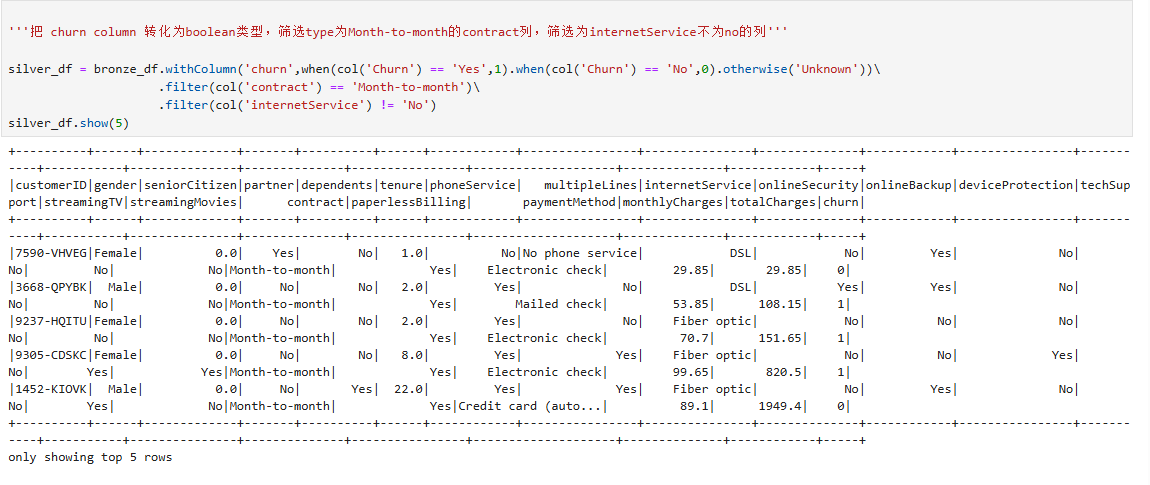 '''把 churn column 转化为boolean类型，筛选type为Month-to-month的contract列，筛选为internetService不为no的列'''
silver_df = bronze_df.withColumn('churn',when(col('Churn') == 'Yes',1).when(col('Churn') == 'No',0).otherwise('Unknown'))\
.filter(col('contract') == 'Month-to-month')\
.filter(col('internetService') != 'No')
silver_df.show(5)
+----------+------+-------------+-------+----------+------+------------+----------------+---------------+--------------+------------+----------------+-------
----+-----------+---------------+--------------+----------------+--------------------+--------------+------------+-----+
|customerID|gender|seniorCitizen|partner|dependents|tenure|phoneService|   multipleLines|internetService|onlineSecurity|onlineBackup|deviceProtection|techSup
port|streamingTV|streamingMovies|      contract|paperlessBilling|       paymentMethod|monthlyCharges|totalCharges|churn|
+----------+------+-------------+-------+----------+------+------------+----------------+---------------+--------------+------------+----------------+-------
----+-----------+---------------+--------------+----------------+--------------------+--------------+------------+-----+
|7590-VHVEG|Female|          0.0|    Yes|        No|   1.0|          No|No phone service|            DSL|            No|         Yes|              No|
No|         No|             No|Month-to-month|             Yes|    Electronic check|         29.85|       29.85|    0|
|3668-QPYBK|  Male|          0.0|     No|        No|   2.0|         Yes|              No|            DSL|           Yes|         Yes|              No|
No|         No|             No|Month-to-month|             Yes|        Mailed check|         53.85|      108.15|    1|
|9237-HQITU|Female|          0.0|     No|        No|   2.0|         Yes|              No|    Fiber optic|            No|          No|              No|
No|         No|             No|Month-to-month|             Yes|    Electronic check|          70.7|      151.65|    1|
|9305-CDSKC|Female|          0.0|     No|        No|   8.0|         Yes|             Yes|    Fiber optic|            No|          No|             Yes|
No|        Yes|            Yes|Month-to-month|             Yes|    Electronic check|         99.65|       820.5|    1|
|1452-KIOVK|  Male|          0.0|     No|       Yes|  22.0|         Yes|             Yes|    Fiber optic|            No|         Yes|              No|
No|        Yes|             No|Month-to-month|             Yes|Credit card (auto...|          89.1|      1949.4|    0|
+----------+------+-------------+-------+----------+------+------------+----------------+---------------+--------------+------------+----------------+-------
----+-----------+---------------+--------------+----------------+--------------------+--------------+------------+-----+
only showing top 5 rows